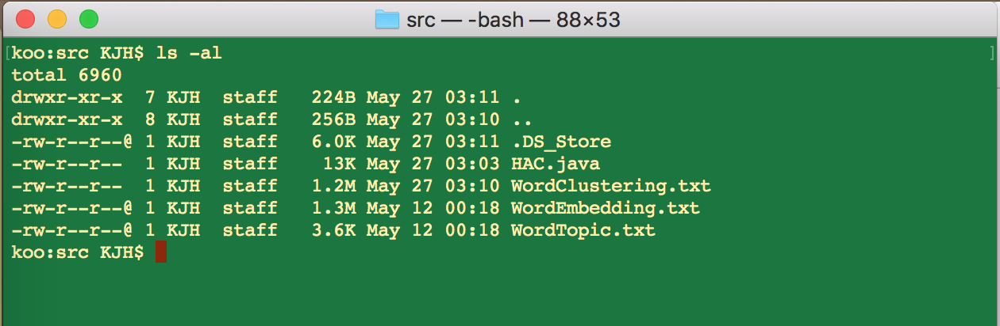 src — -bash — 88×53
[koo:src KJH$ ls -al ]
total 6960
drwxr-xr-x  7 KJH  staff   224B May 27 03:11 .
drwxr-xr-x  8 KJH  staff   256B May 27 03:10 ..
-rw-r--r--@ 1 KJH  staff   6.0K May 27 03:11 .DS_Store
-rw-r--r--  1 KJH  staff    13K May 27 03:03 HAC.java
-rw-r--r--  1 KJH  staff   1.2M May 27 03:10 WordClustering.txt
-rw-r--r--@ 1 KJH  staff   1.3M May 12 00:18 WordEmbedding.txt
-rw-r--r--@ 1 KJH  staff   3.6K May 12 00:18 WordTopic.txt
koo:src KJH$